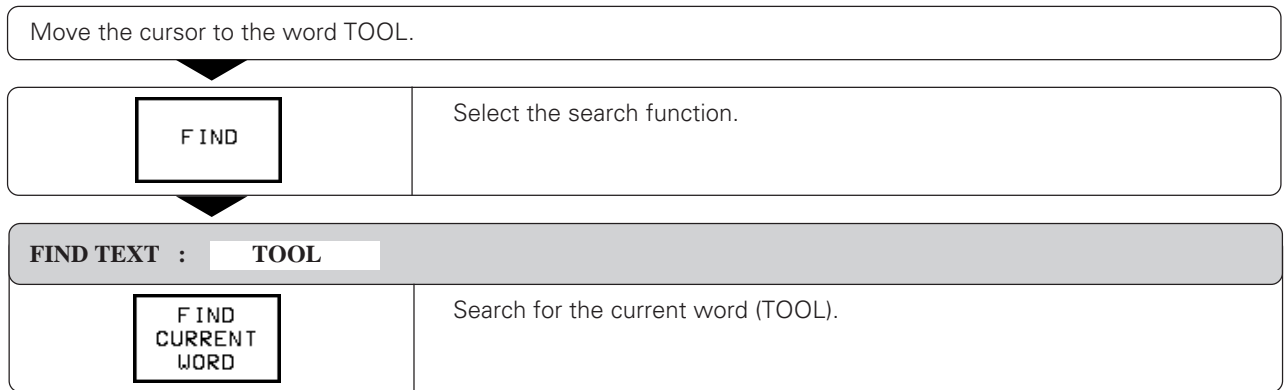 Move the cursor to the word TOOL.
FIND
Select the search function.
FIND TEXT : TOOL
FIND
CURRENT
WORD
Search for the current word (TOOL).